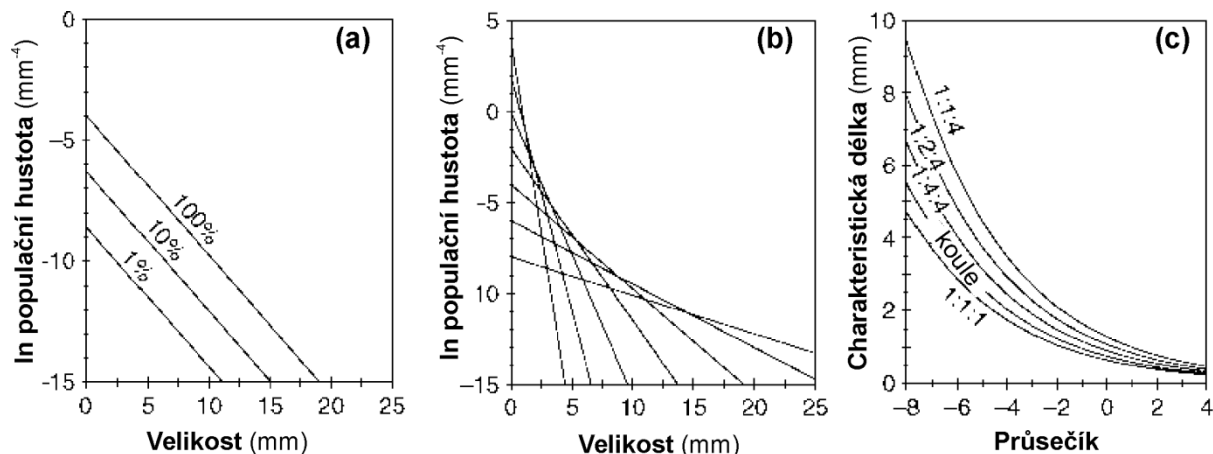 (a)
ln populační hustota (mm-4)
0
-5
-10
-15
100%
10%
1%
0 5 10 15 20 25
Velikost (mm)
(b)
ln populační hustota (mm-4)
5
0
-5
10
-15
0 5 10 15 20 25
Velikost (mm)
(c)
Charakteristická délka (mm)
10
8
6
4
2
0
1:1:4
1:2:4
1:4:4
koule
1:1:1
−8 −6 −4 −2 0 2 4
Průsečík